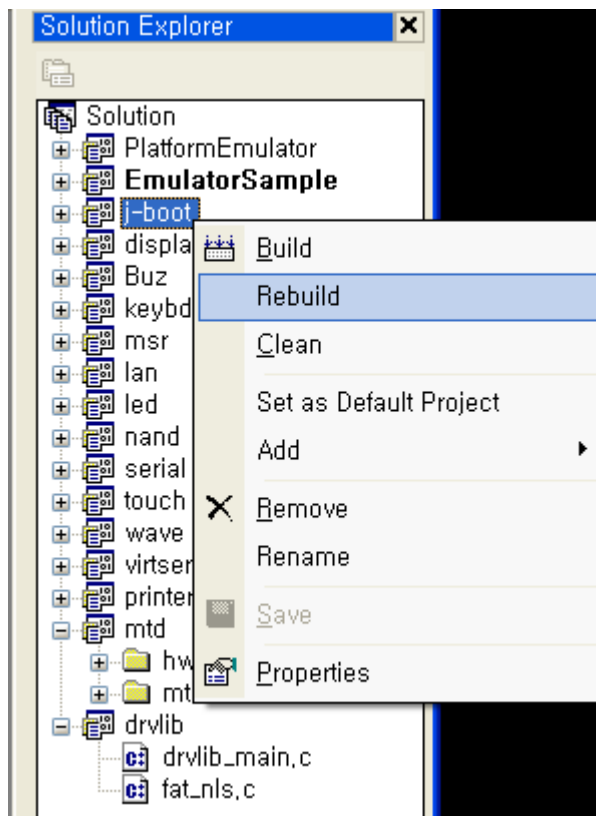 Solution Explorer
Solution
PlatformEmulator
EmulatorSample
j-boot
displa
Build
Buz
Rebuild
keybd
msr
Clean
lan
led
Set as Default Project
nand
Add
serial
touch
Remove
wave
Rename
virtser
printer
Save
mtd
hw
Properties
mt
drvlib
drvlib_main,c
fat_nls,c